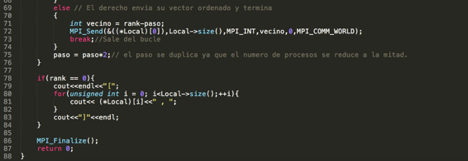 68 else // El derecho envia su vector ordenado y termina
70 {
71 int vecino = rank-paso;
72 MPI_Send(&((*Local)[0]),Local->size(),MPI_INT,vecino,0,MPI_COMM_WORLD);
73 break;//Sale del bucle
74 }
75 paso = paso*2;// el paso se duplica ya que el numero de procesos se reduce a la mitad.
76 }
77
78 if(rank == 0){
79 cout<<endl<<"[";
80 for(unsigned int i = 0; i<Local->size();++i){
81 cout<< (*Local)[i]<<" , ";
82 }
83 cout<<"]"<<endl;
84 }
85
86 MPI_Finalize();
87 return 0;
88 }